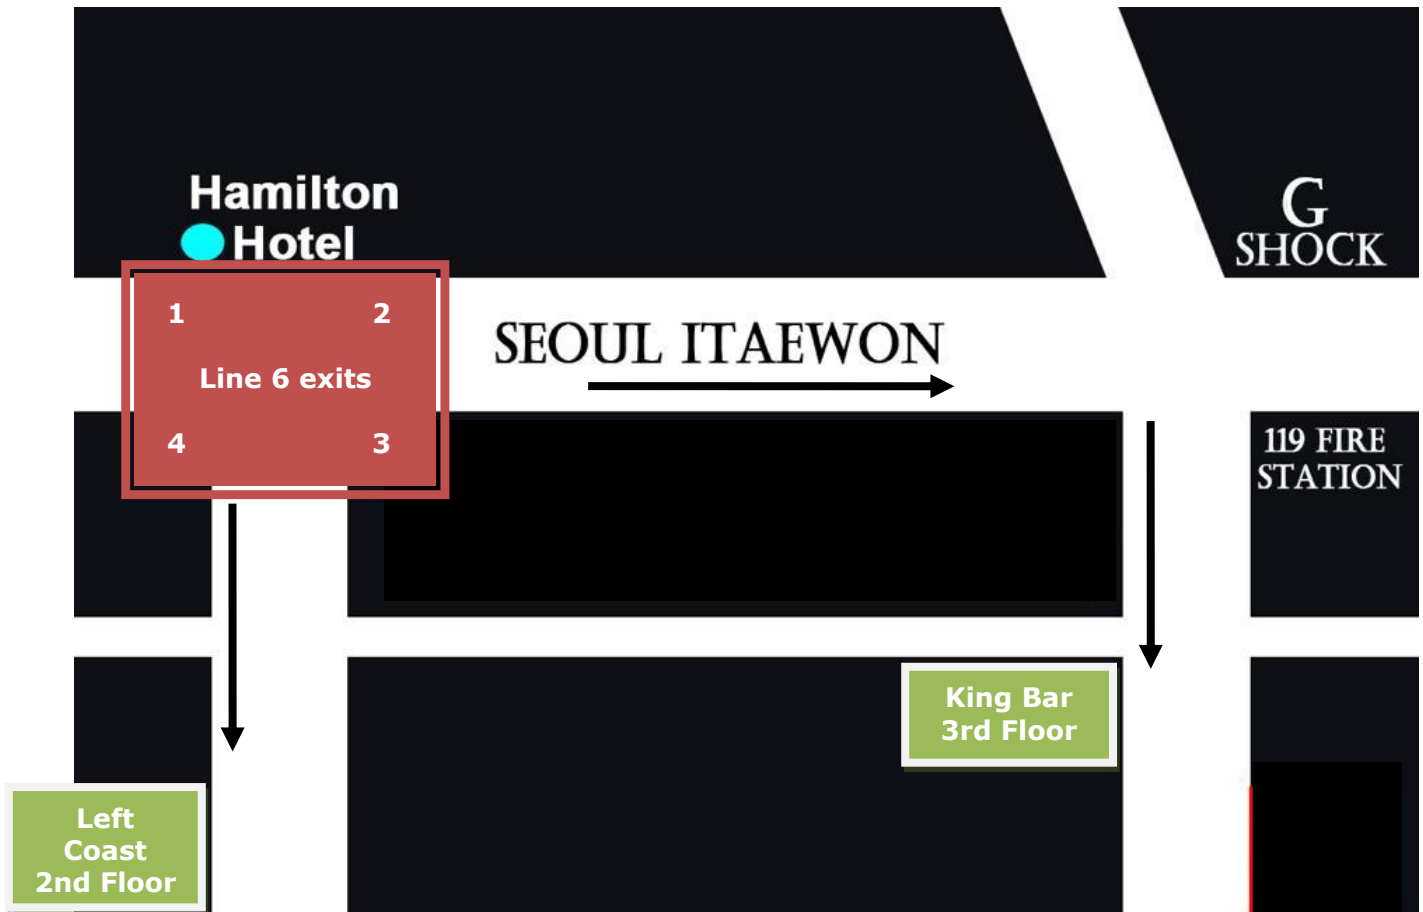 Hamilton
Hotel
G
SHOCK
1 2
SEOUL ITAEWON
Line 6 exits
4 3
119 FIRE
STATION
King Bar
3rd Floor
Left
Coast
2nd Floor